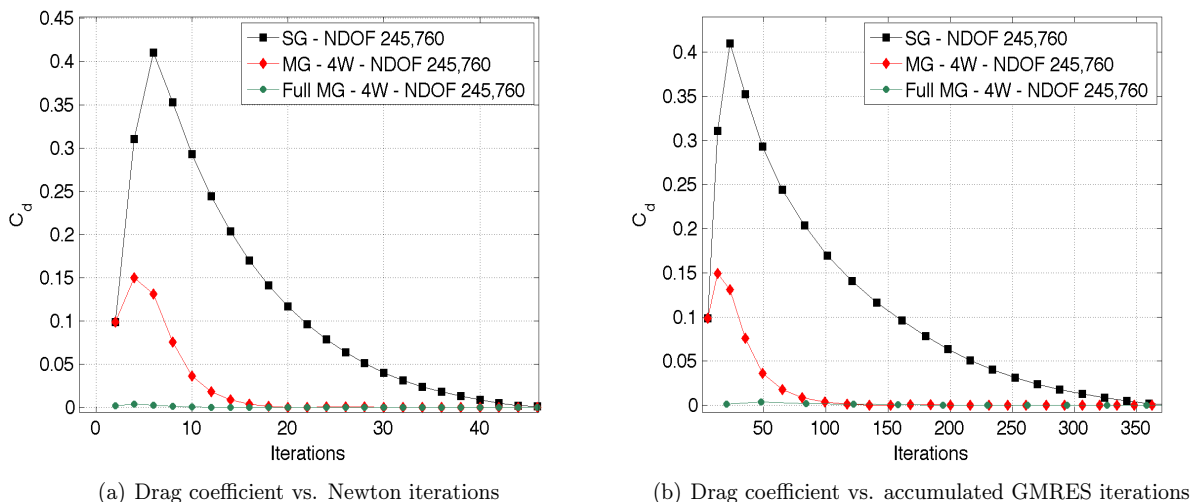 0.45
0.4
0.35
0.3
0.25
0.2
0.15
0.1
0.05
0
C_d
0
10
20
30
40
Iterations
SG - NDOF 245,760
MG - 4W - NDOF 245,760
Full MG - 4W - NDOF 245,760
(a) Drag coefficient vs. Newton iterations
0.4
0.35
0.3
0.25
0.2
0.15
0.1
0.05
0
C_d
50
100
150
200
250
300
350
Iterations
SG - NDOF 245,760
MG - 4W - NDOF 245,760
Full MG - 4W - NDOF 245,760
(b) Drag coefficient vs. accumulated GMRES iterations